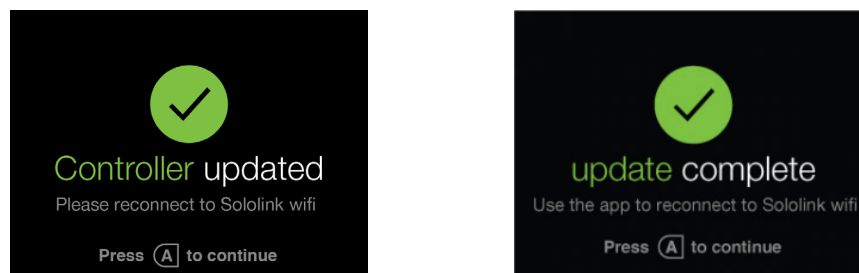 Controller updated
Please reconnect to Sololink wifi
Press A to continue
update complete
Use the app to reconnect to Sololink wifi
Press A to continue